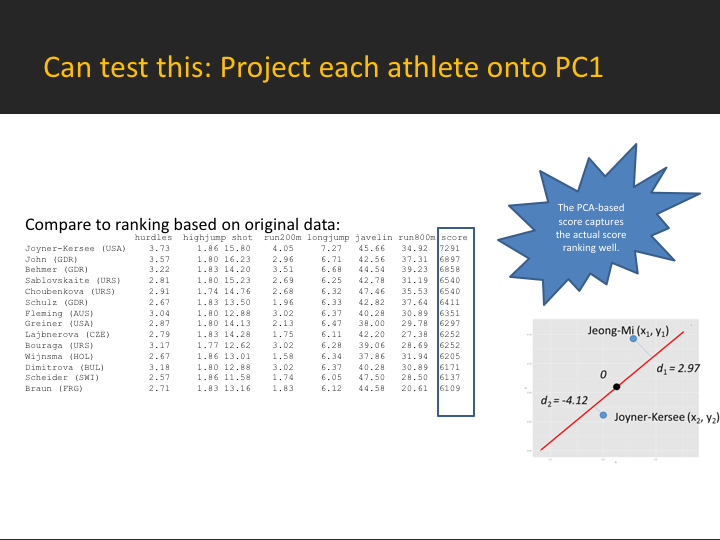 Can test this: Project each athlete onto PC1
Compare to ranking based on original data:
hurdles highjump shot run200m longjump javelin run800m score
Joyner-Kersee (USA) 3.73 1.86 15.80 4.05 7.27 45.66 34.92 7291
John (GDR) 3.57 1.80 16.23 2.96 6.71 42.56 37.31 6897
Behmer (GDR) 3.22 1.83 14.20 3.51 6.68 44.54 39.23 6858
Sablovskaite (URS) 2.81 1.80 15.23 2.69 6.25 42.78 31.19 6540
Choubenkova (URS) 2.91 1.74 14.76 2.68 6.32 47.46 35.53 6540
Schulz (GDR) 2.67 1.83 13.50 1.96 6.33 42.82 37.64 6411
Fleming (AUS) 3.04 1.80 12.88 3.02 6.37 40.28 30.89 6351
Greiner (USA) 2.87 1.80 14.13 2.13 6.47 38.00 29.78 6297
Lajbnerova (CZE) 2.79 1.83 14.28 1.75 6.11 42.20 27.38 6252
Bouraga (URS) 3.17 1.77 12.62 3.02 6.28 39.06 28.69 6252
Wijnsma (HOL) 2.67 1.86 13.01 1.58 6.34 37.86 31.94 6205
Dimitrova (BUL) 3.18 1.80 12.88 3.02 6.37 40.28 30.89 6171
Scheider (SWI) 2.57 1.86 11.58 1.74 6.05 47.50 28.50 6137
Braun (FRG) 2.71 1.83 13.16 1.83 6.12 44.58 20.61 6109
The PCA-based
score captures
the actual score
ranking well.
Jeong-Mi (x₁, y₁)
d₁ = 2.97
0
d₂ = -4.12
Joyner-Kersee (x₂, y₂)